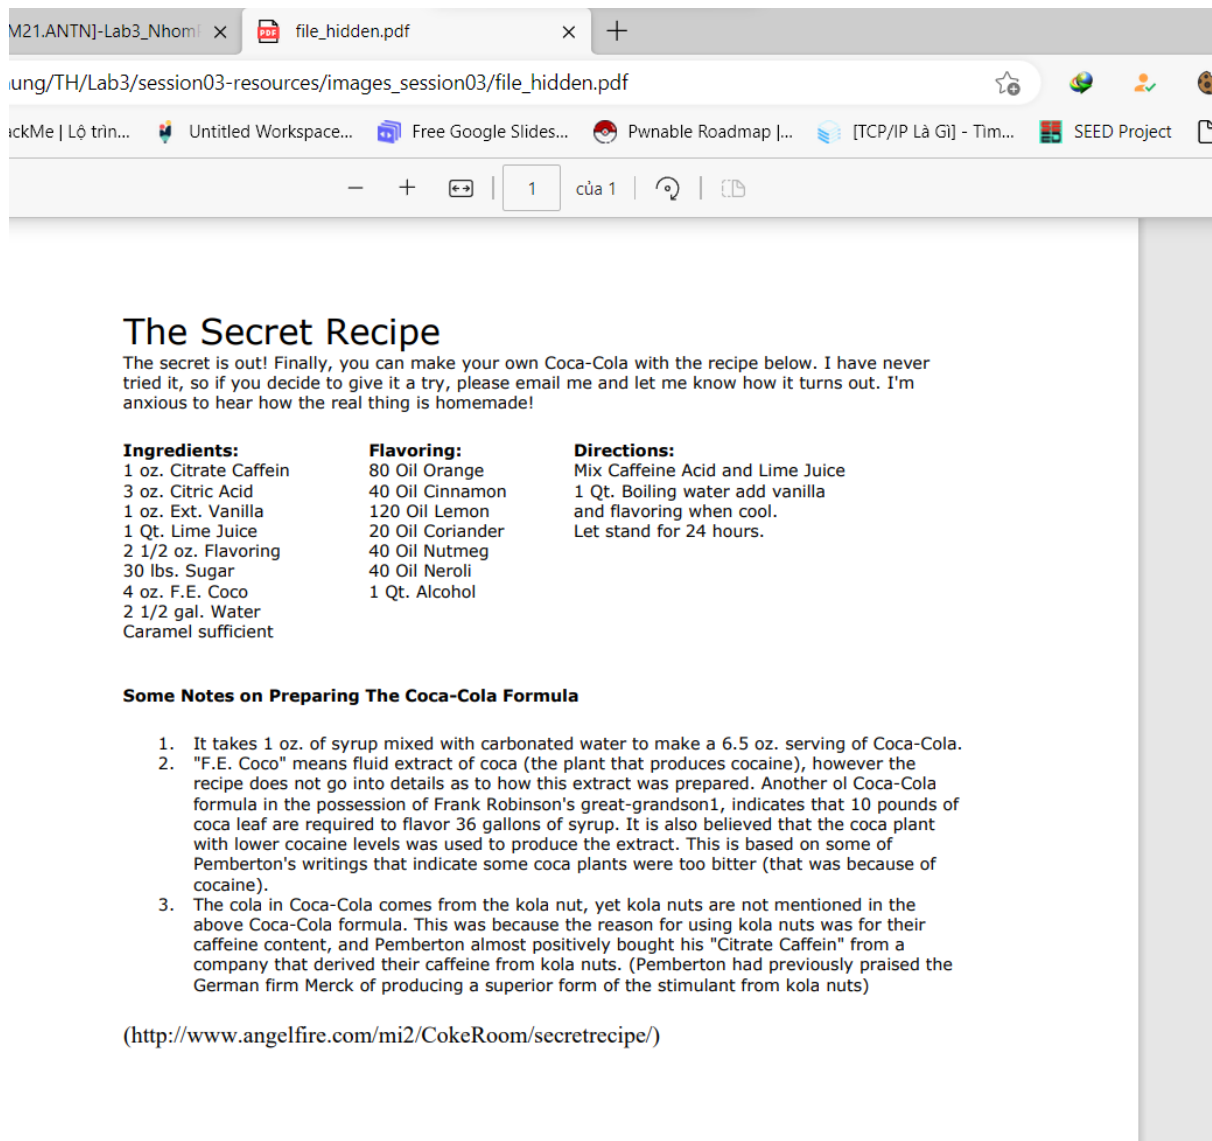 M21.ANTN]-Lab3_Nhom
file_hidden.pdf
ung/TH/Lab3/session03-resources/images_session03/file_hidden.pdf
ackMe | Lộ trìn...
Untitled Workspace...
Free Google Slides...
Pwnable Roadmap |...
[TCP/IP Là Gì] - Tìm...
SEED Project
1 của 1
The Secret Recipe
The secret is out! Finally, you can make your own Coca-Cola with the recipe below. I have never
tried it, so if you decide to give it a try, please email me and let me know how it turns out. I'm
anxious to hear how the real thing is homemade!
Ingredients:
1 oz. Citrate Caffein
3 oz. Citric Acid
1 oz. Ext. Vanilla
1 Qt. Lime Juice
2 1/2 oz. Flavoring
30 lbs. Sugar
4 oz. F.E. Coco
2 1/2 gal. Water
Caramel sufficient
Flavoring:
80 Oil Orange
40 Oil Cinnamon
120 Oil Lemon
20 Oil Coriander
40 Oil Nutmeg
40 Oil Neroli
1 Qt. Alcohol
Directions:
Mix Caffeine Acid and Lime Juice
1 Qt. Boiling water add vanilla
and flavoring when cool.
Let stand for 24 hours.
Some Notes on Preparing The Coca-Cola Formula
1. It takes 1 oz. of syrup mixed with carbonated water to make a 6.5 oz. serving of Coca-Cola.
2. "F.E. Coco" means fluid extract of coca (the plant that produces cocaine), however the
recipe does not go into details as to how this extract was prepared. Another ol Coca-Cola
formula in the possession of Frank Robinson's great-grandson1, indicates that 10 pounds of
coca leaf are required to flavor 36 gallons of syrup. It is also believed that the coca plant
with lower cocaine levels was used to produce the extract. This is based on some of
Pemberton's writings that indicate some coca plants were too bitter (that was because of
cocaine).
3. The cola in Coca-Cola comes from the kola nut, yet kola nuts are not mentioned in the
above Coca-Cola formula. This was because the reason for using kola nuts was for their
caffeine content, and Pemberton almost positively bought his "Citrate Caffein" from a
company that derived their caffeine from kola nuts. (Pemberton had previously praised the
German firm Merck of producing a superior form of the stimulant from kola nuts)
(http://www.angelfire.com/mi2/CokeRoom/secretrecipe/)